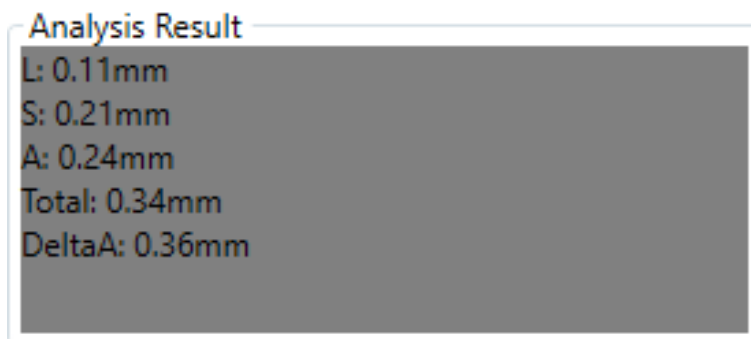 Analysis Result
L: 0.11mm
S: 0.21mm
A: 0.24mm
Total: 0.34mm
DeltaA: 0.36mm